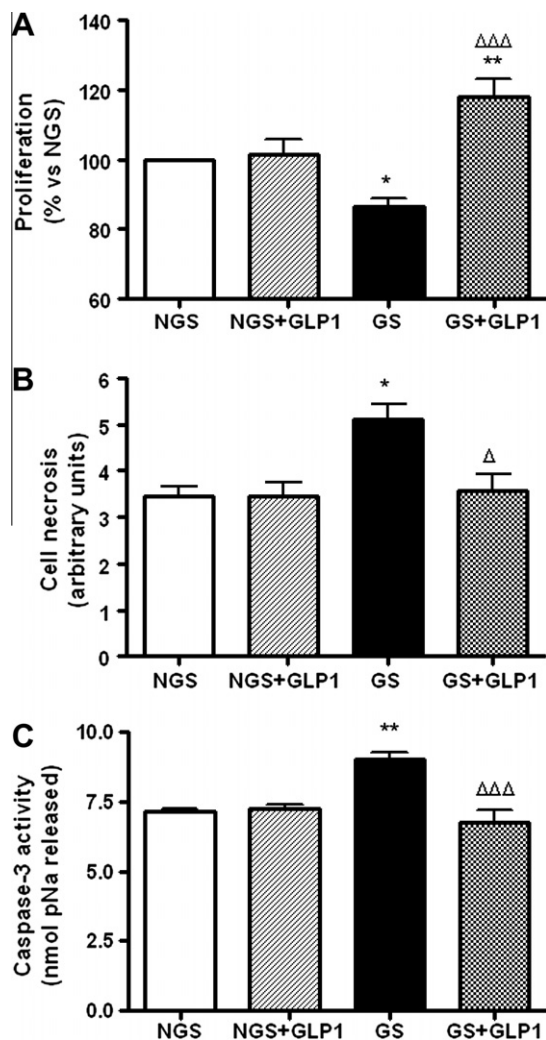 A
Proliferation
(% vs NGS)
140
120
100
80
60
ΔΔΔ
**
*
NGS NGS+GLP1 GS GS+GLP1
B
Cell necrosis
(arbitrary units)
6
5
4
3
2
1
0
*
Δ
NGS NGS+GLP1 GS GS+GLP1
C
Caspase-3 activity
(nmol pNa released)
10.0
7.5
5.0
2.5
0.0
**
ΔΔΔ
NGS NGS+GLP1 GS GS+GLP1